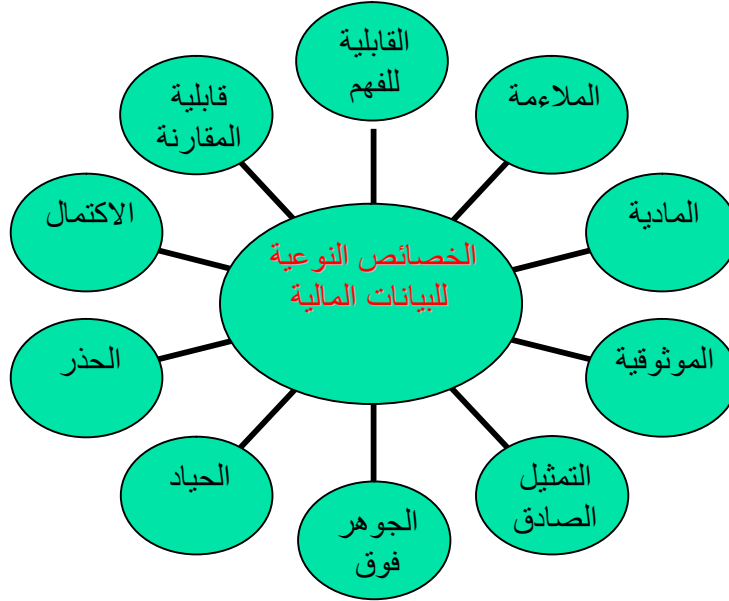 الخصائص النوعية
للبيانات المالية
القابلية
للفهم
الملاءمة
المادية
الموثوقية
التمثيل
الصادق
الجوهر
فوق
الحياد
الحذر
الاكتمال
قابلية
المقارنة